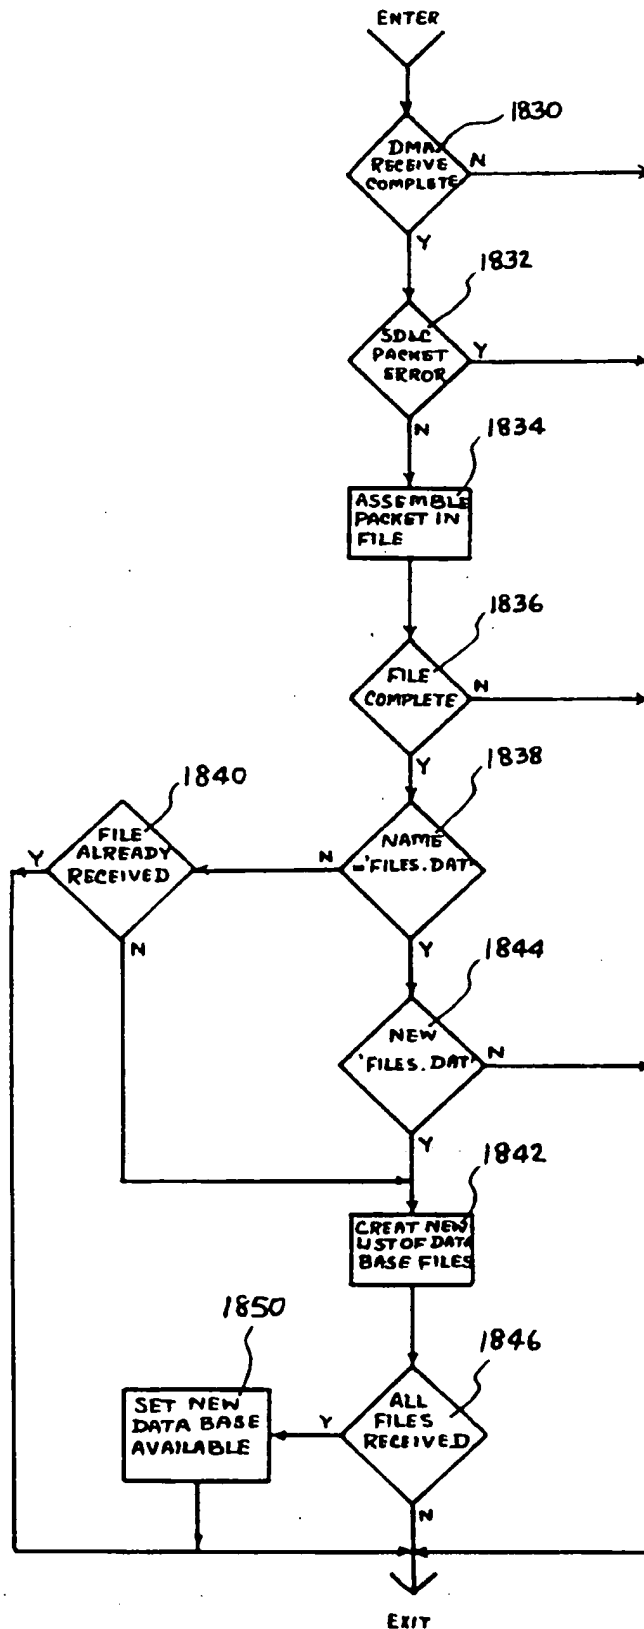 ENTER
1830
DMA
RECEIVE
COMPLETE
N
Y
1832
SDLC
PACKET
ERROR
Y
N
1834
ASSEMBLE
PACKET IN
FILE
1836
FILE
COMPLETE
N
Y
1838
NAME
='FILES.DAT'
N
Y
1840
FILE
ALREADY
RECEIVED
Y
N
1844
NEW
'FILES.DAT'
N
Y
1842
CREAT NEW
LIST OF DATA
BASE FILES
1846
ALL
FILES
RECEIVED
Y
N
1850
SET NEW
DATA BASE
AVAILABLE
EXIT